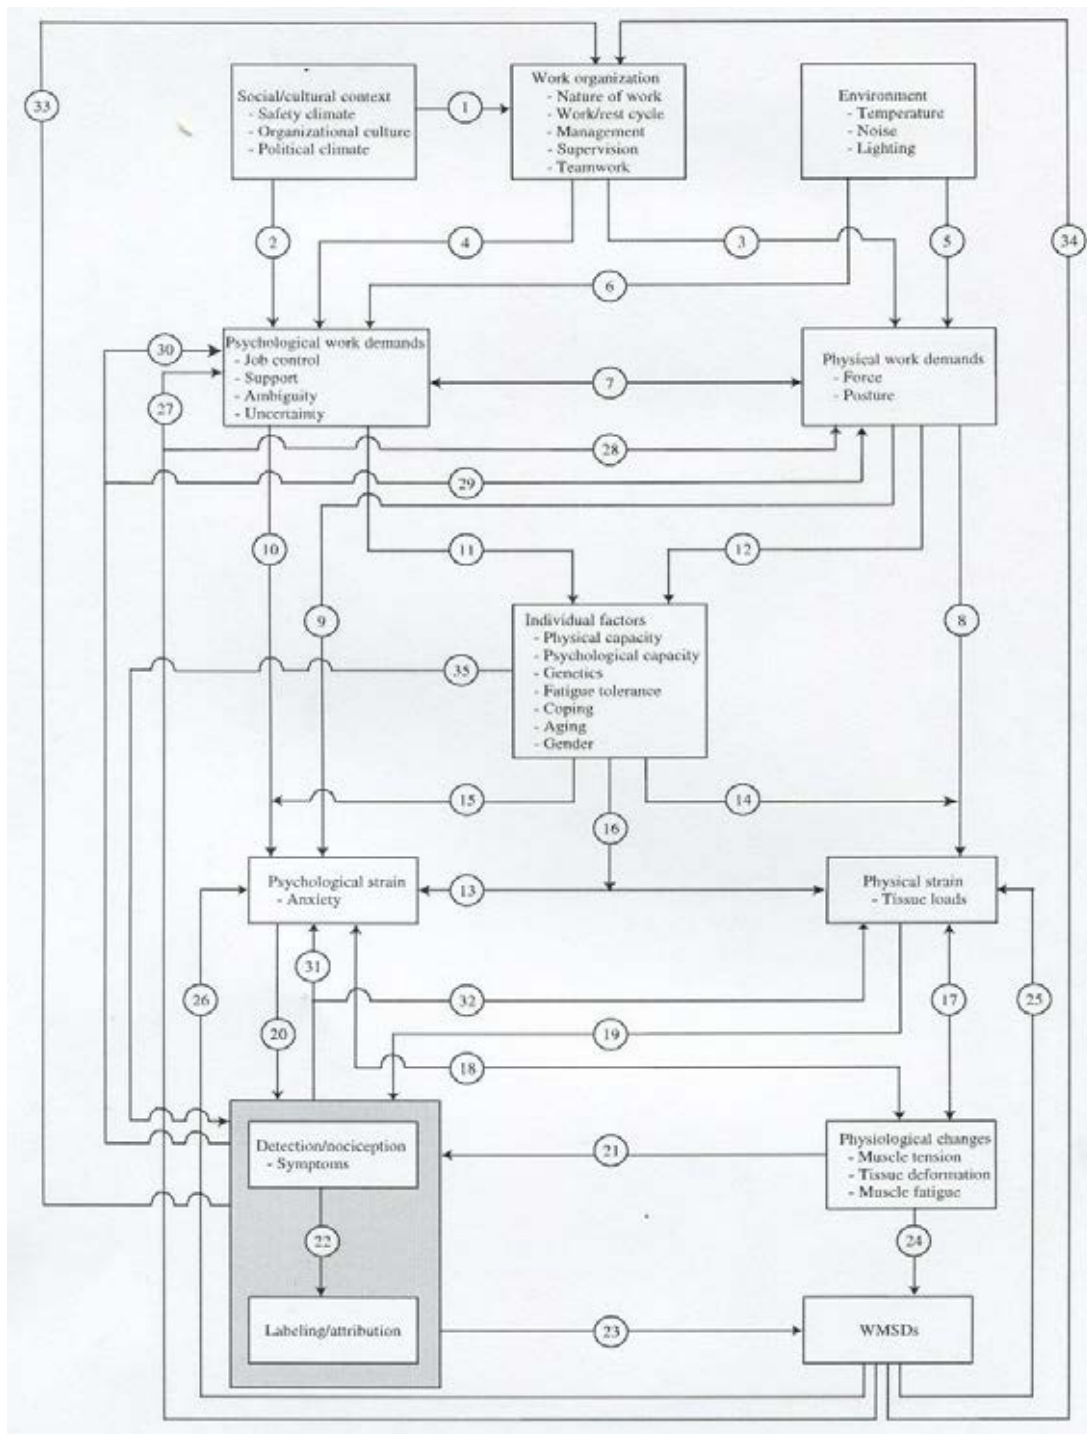 33
Social/cultural context
- Safety climate
- Organizational culture
- Political climate
1
Work organization
- Nature of work
- Work/rest cycle
- Management
- Supervision
- Teamwork
Environment
- Temperature
- Noise
- Lighting
2
4
3
5
34
6
30
Psychological work demands
- Job control
- Support
- Ambiguity
- Uncertainty
7
Physical work demands
- Force
- Posture
27
28
29
10
11
12
9
8
Individual factors
- Physical capacity
- Psychological capacity
- Genetics
- Fatigue tolerance
- Coping
- Aging
- Gender
35
15
14
16
Psychological strain
- Anxiety
13
Physical strain
- Tissue loads
31
26
32
17
25
20
19
18
Detection/nociception
- Symptoms
21
Physiological changes
- Muscle tension
- Tissue deformation
- Muscle fatigue
22
24
Labeling/attribution
23
WMSDs